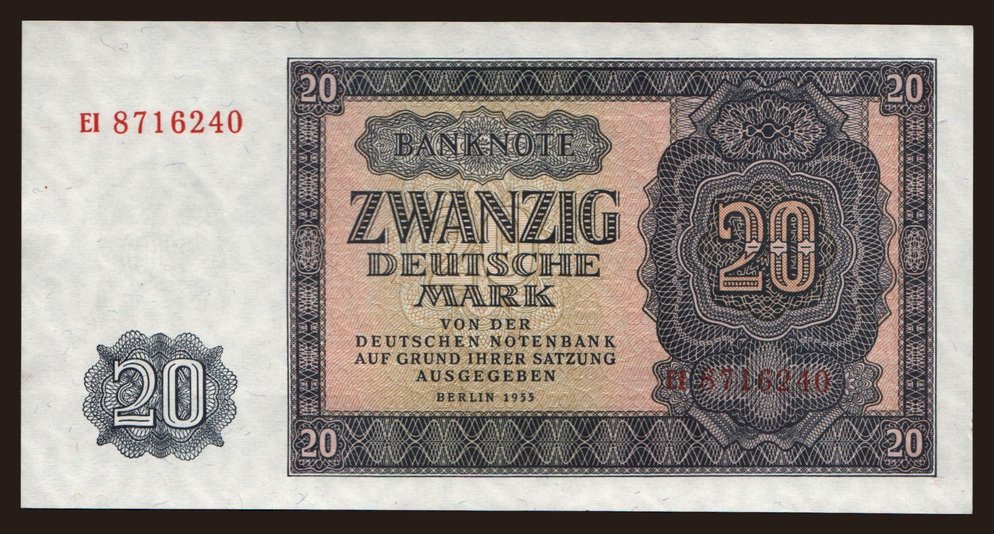 20 20
EI 8716240
BANKNOTE
ZWANZIG
DEUTSCHE
MARK
20
VON DER
DEUTSCHEN NOTENBANK
AUF GRUND IHRER SATZUNG
AUSGEGEBEN
BERLIN 1955
EI 8716240
20
20 20